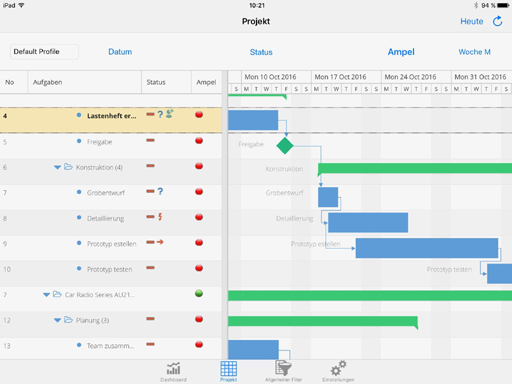 iPad
10:21
94 %
Projekt
Heute
Default Profile
Datum
Status
Ampel
Woche M
No Aufgaben Status Ampel
Mon 10 Oct 2016 Mon 17 Oct 2016 Mon 24 Oct 2016 Mon 31 Oct 2016
S M T W T F S S M T W T F S S M T W T F S S M T W T F S
4 Lastenheft er... ?
5 Freigabe
Freigabe
6 Konstruktion (4)
Konstruktion
7 Grobentwurf ?
Grobentwurf
8 Detaillierung
Detaillierung
9 Prototyp estellen
Prototyp estellen
10 Prototyp testen
Prototyp testen
7 Car Radio Series AU21...
12 Planung (3)
13 Team zusamm...
Dashboard
Projekt
Allgemeiner Filter
Einstellungen